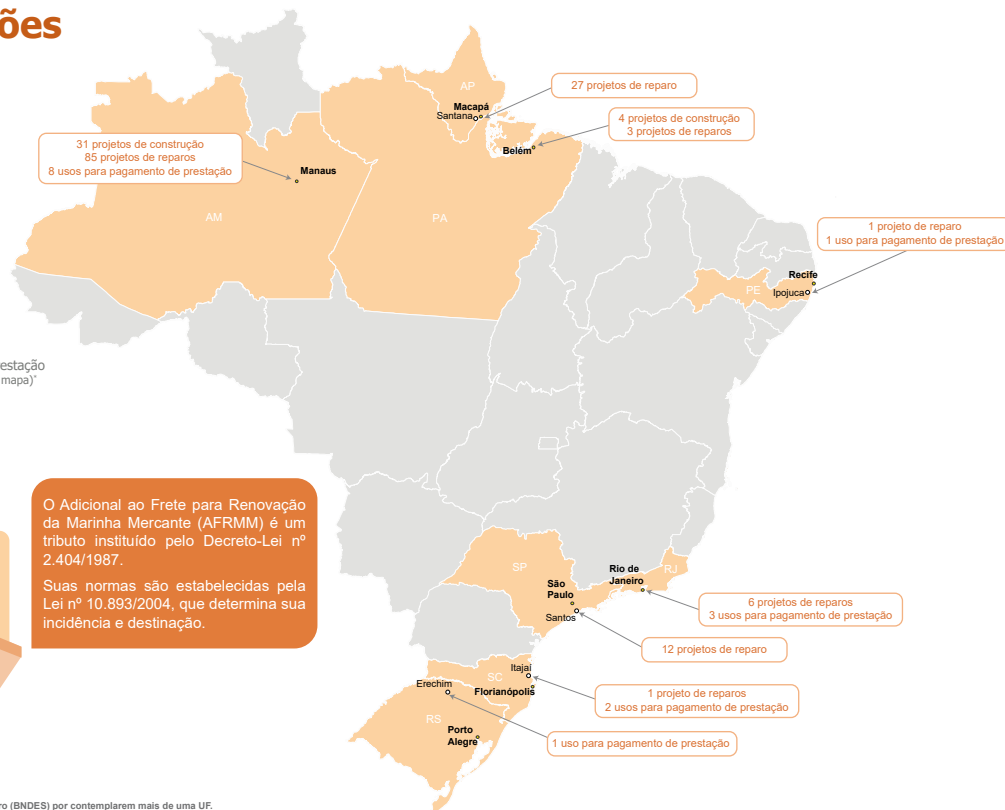 ões
27 projetos de reparo
AP
Macapá
Santana
4 projetos de construção
3 projetos de reparos
Belém
31 projetos de construção
85 projetos de reparos
8 usos para pagamento de prestação
Manaus
AM
PA
1 projeto de reparo
1 uso para pagamento de prestação
Recife
PE
Ipojuca
estação
mapa)*
O Adicional ao Frete para Renovação
da Marinha Mercante (AFRMM) é um
tributo instituído pelo Decreto-Lei nº
2.404/1987.
Suas normas são estabelecidas pela
Lei nº 10.893/2004, que determina sua
incidência e destinação.
SP
São
Paulo
Santos
Rio de
Janeiro
RJ
6 projetos de reparos
3 usos para pagamento de prestação
12 projetos de reparo
Itajaí
SC
Florianópolis
1 projeto de reparos
2 usos para pagamento de prestação
Erechim
RS
Porto
Alegre
1 uso para pagamento de prestação
ro (BNDES) por contemplarem mais de uma UF.